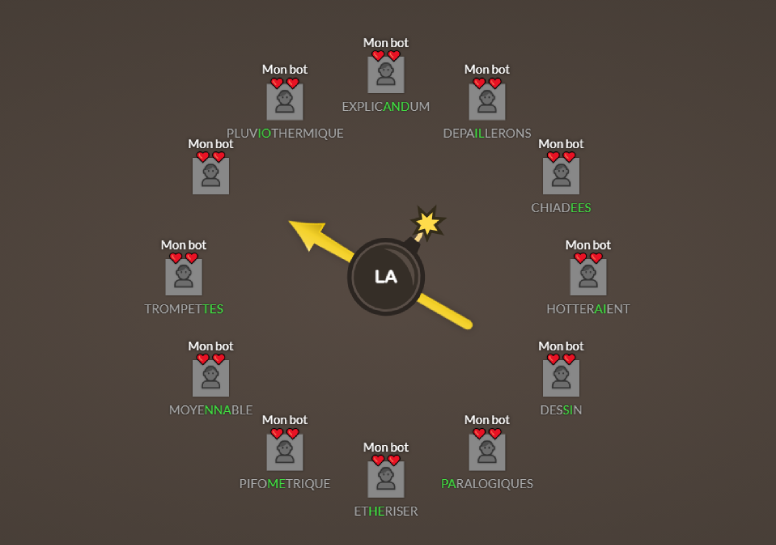 Mon bot
EXPLICANDUM
Mon bot
PLUVIOTHERMIQUE
Mon bot
DEPAILLERONS
Mon bot
Mon bot
CHIADEES
Mon bot
TROMPETTES
LA
Mon bot
HOTTERAIENT
Mon bot
MOYENNABLE
Mon bot
DESSIN
Mon bot
PIFOMETRIQUE
Mon bot
PARALOGIQUES
Mon bot
ETHERISER